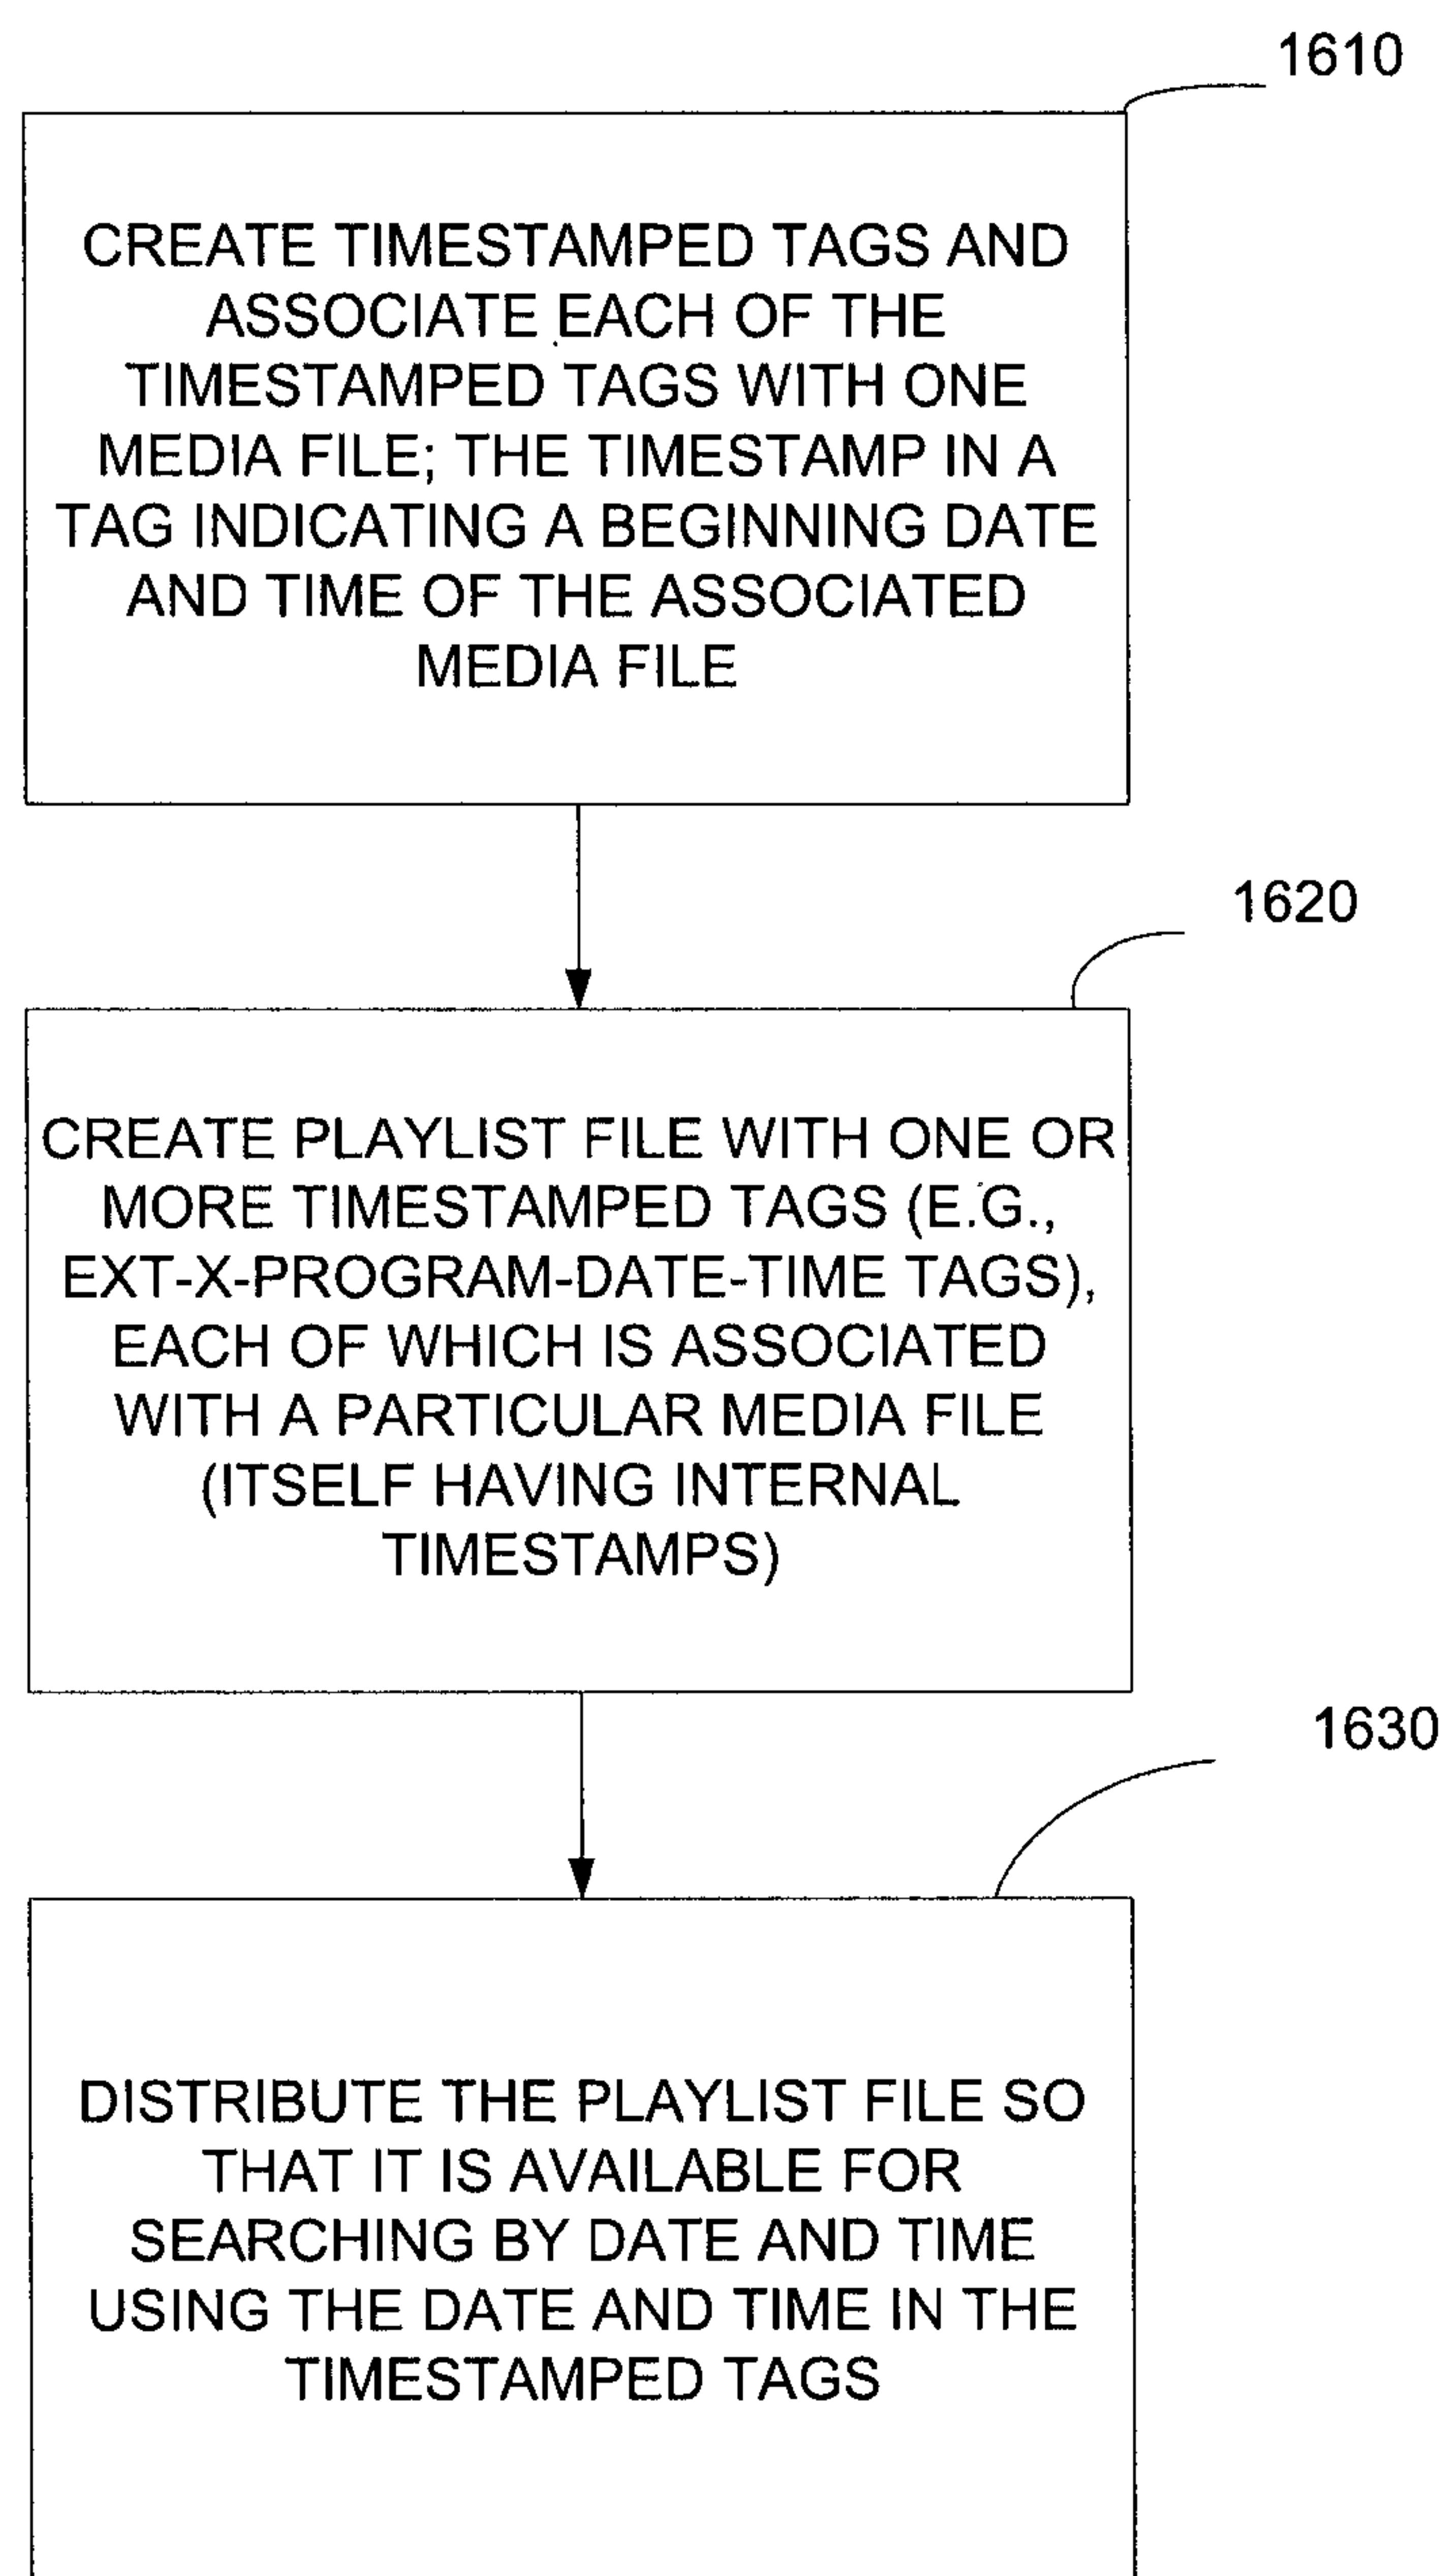 1610
CREATE TIMESTAMPED TAGS AND
ASSOCIATE EACH OF THE
TIMESTAMPED TAGS WITH ONE
MEDIA FILE; THE TIMESTAMP IN A
TAG INDICATING A BEGINNING DATE
AND TIME OF THE ASSOCIATED
MEDIA FILE
1620
CREATE PLAYLIST FILE WITH ONE OR
MORE TIMESTAMPED TAGS (E.G.,
EXT-X-PROGRAM-DATE-TIME TAGS),
EACH OF WHICH IS ASSOCIATED
WITH A PARTICULAR MEDIA FILE
(ITSELF HAVING INTERNAL
TIMESTAMPS)
1630
DISTRIBUTE THE PLAYLIST FILE SO
THAT IT IS AVAILABLE FOR
SEARCHING BY DATE AND TIME
USING THE DATE AND TIME IN THE
TIMESTAMPED TAGS